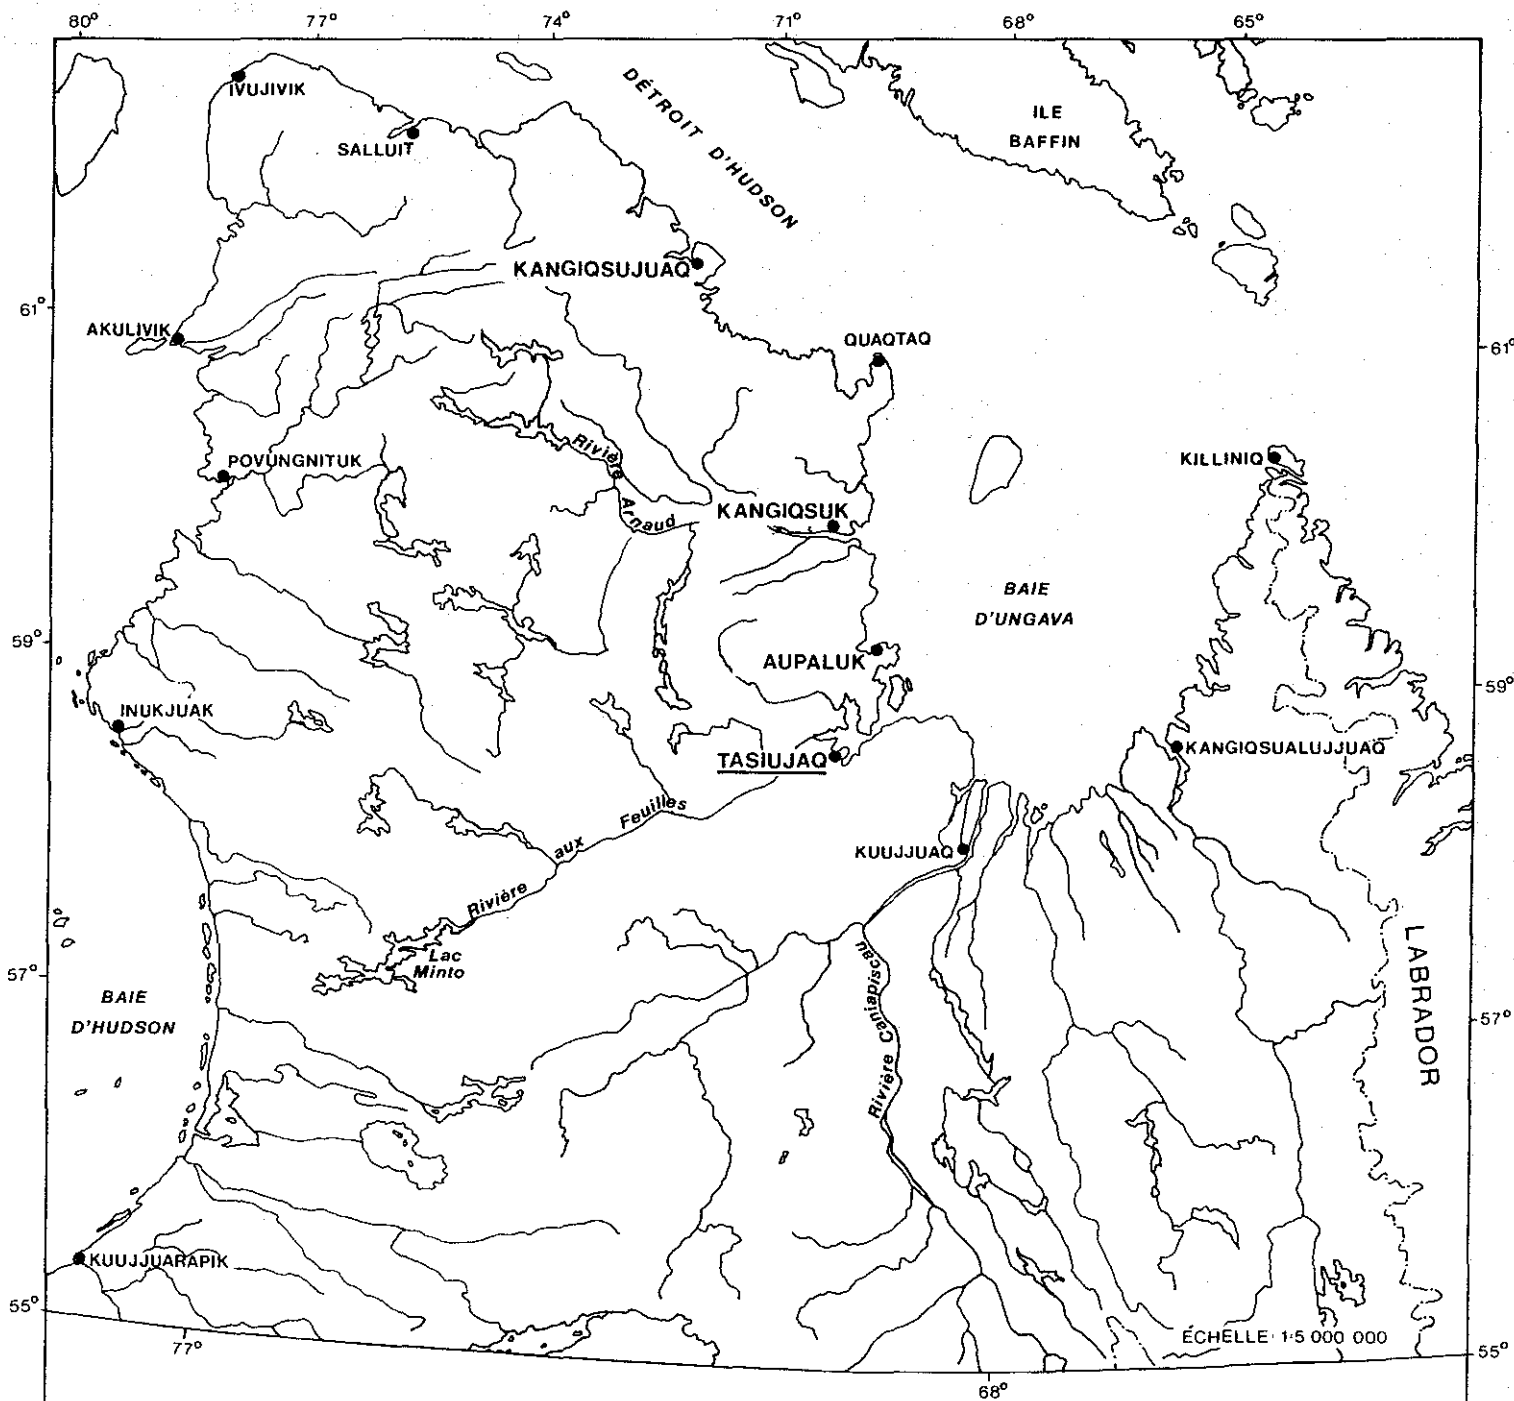 80° 77° 74° 71° 68° 65°
IVUJIVIK
SALLUIT
DÉTROIT D'HUDSON
ILE
BAFFIN
KANGIQSUJUAQ
61°
AKULIVIK
QUAQTAQ
61°
Rivière Arnaud
POVUNGNITUK
KILLINIQ
KANGIQSUK
BAIE
D'UNGAVA
59°
AUPALUK
59°
INUKJUAK
KANGIQSUALUJJUAQ
TASIUJAQ
Rivière aux Feuilles
KUUJJUAQ
Lac
Minto
57°
BAIE
D'HUDSON
Rivière Caniapiscau
LABRADOR
57°
KUUJJUARAPIK
55°
ÉCHELLE: 1:5 000 000
77°
55°
68°